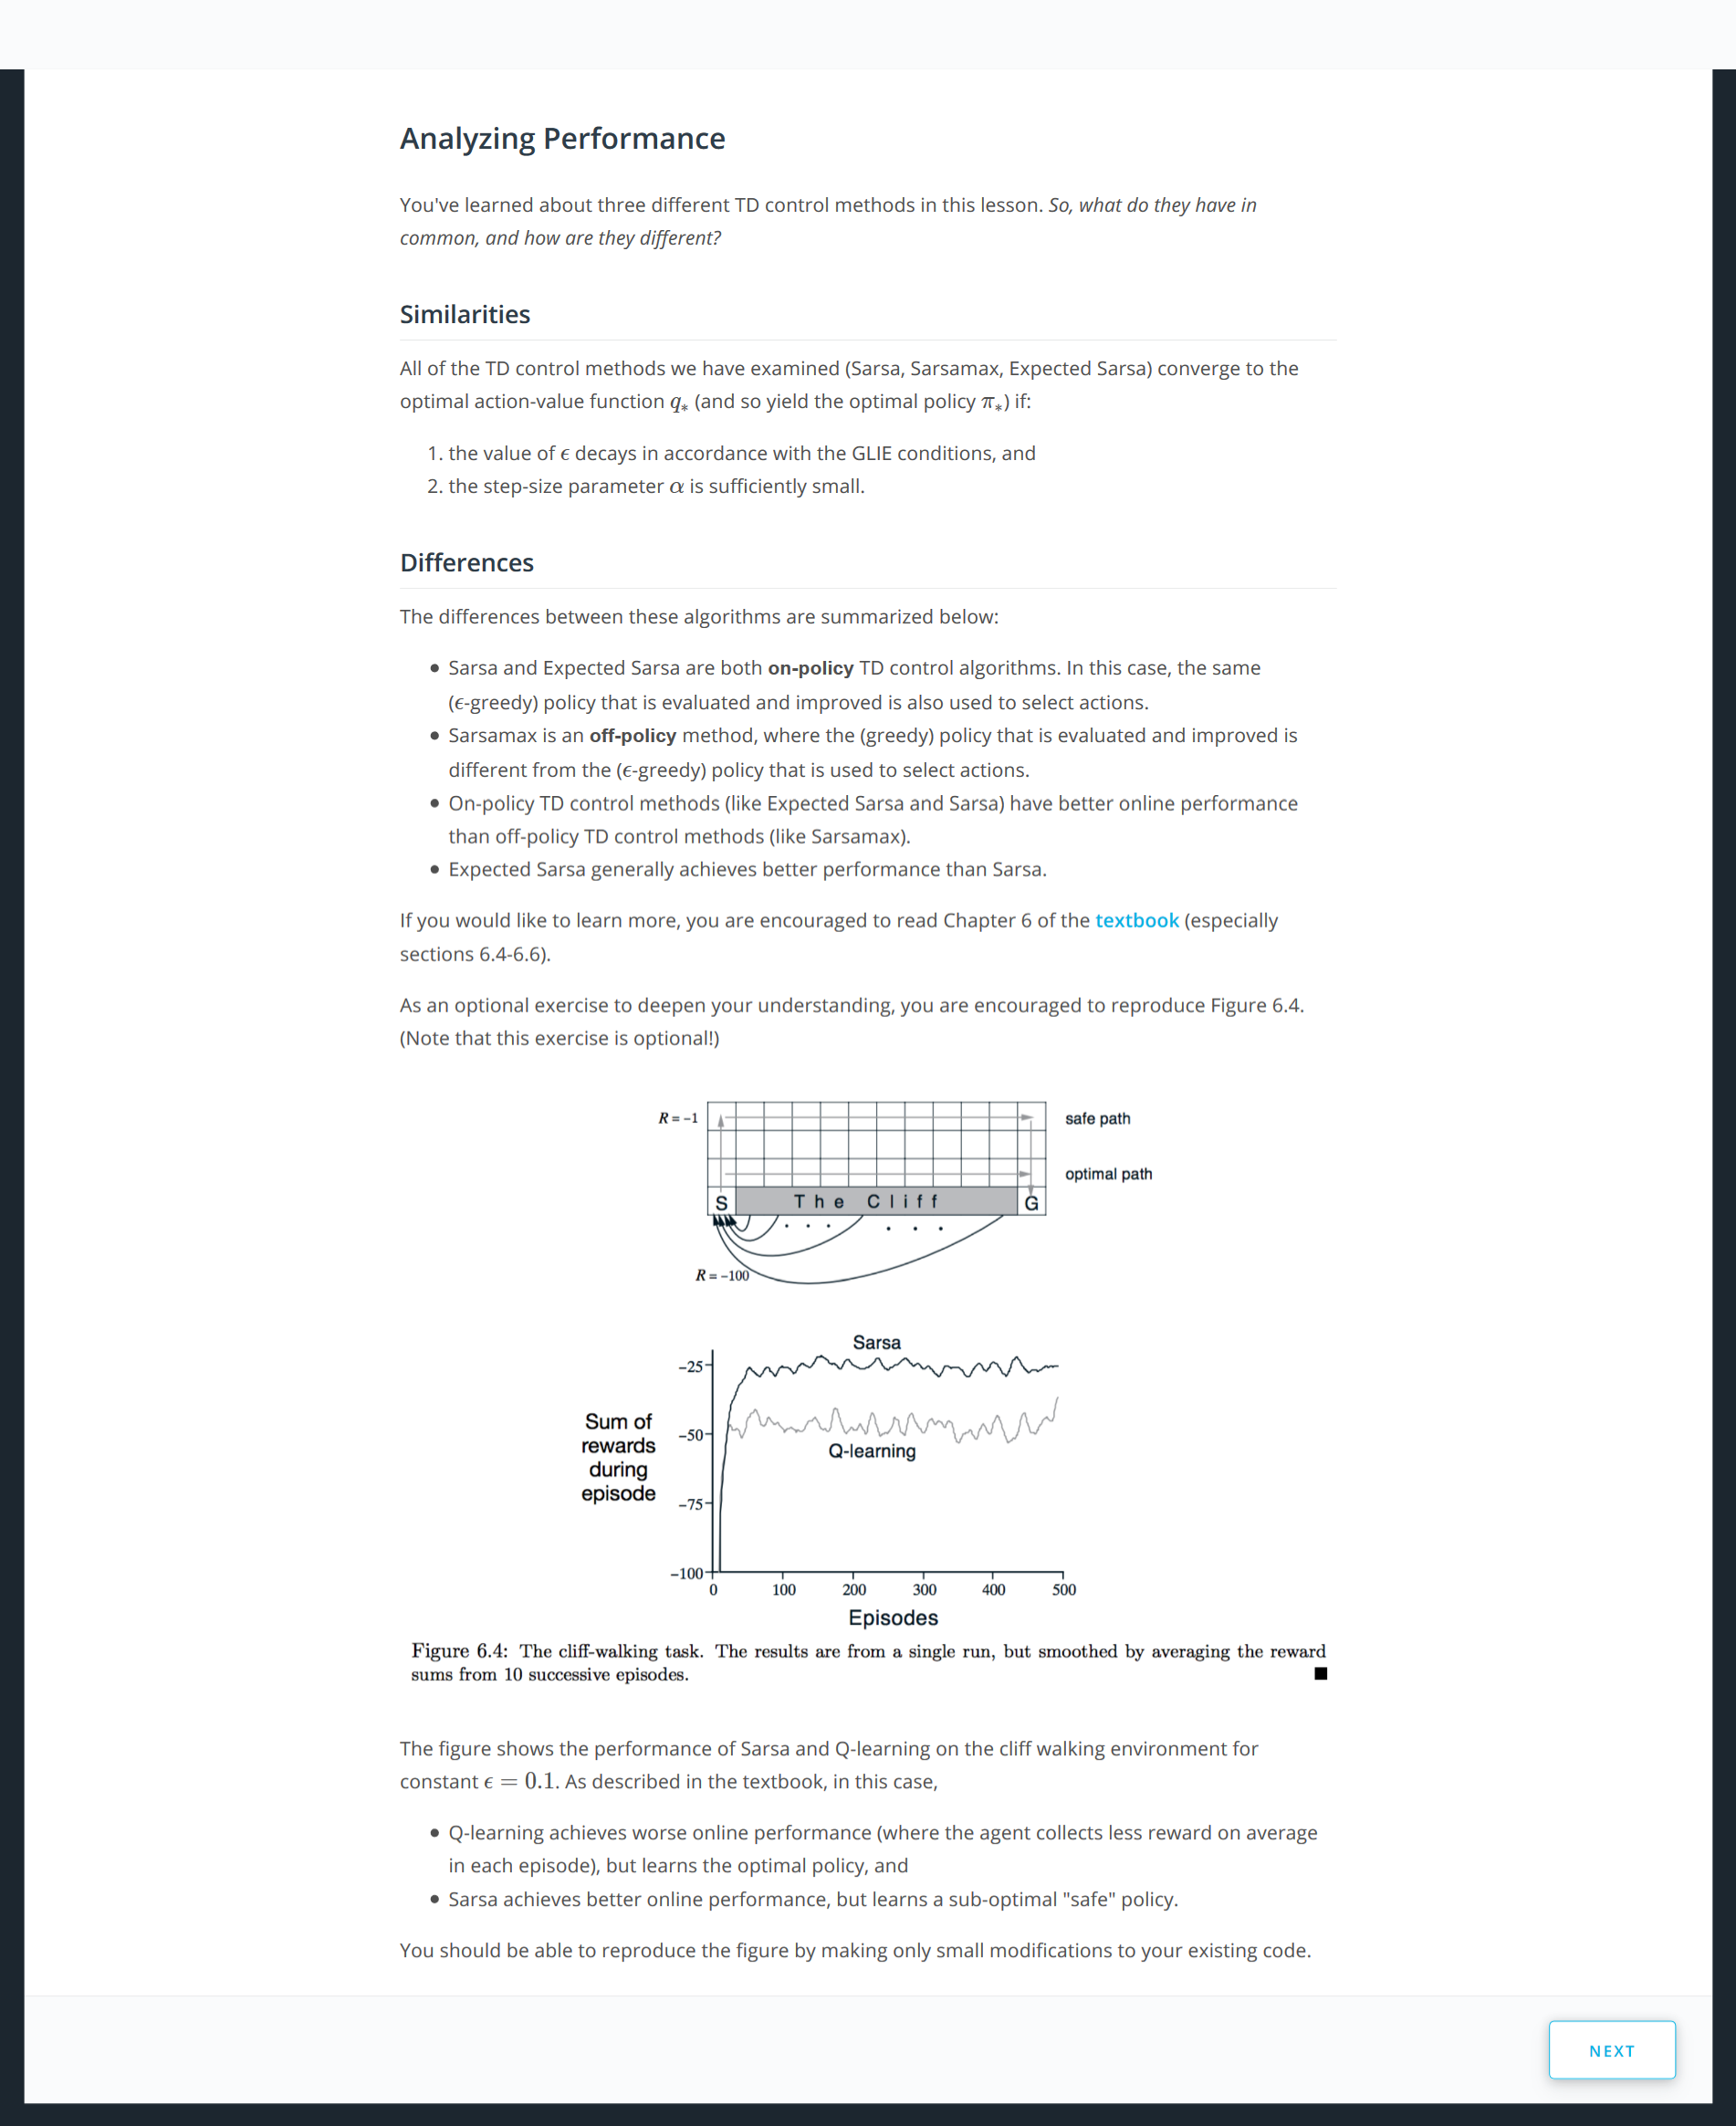 Analyzing Performance
You've learned about three different TD control methods in this lesson. So, what do they have in
common, and how are they different?
Similarities
All of the TD control methods we have examined (Sarsa, Sarsamax, Expected Sarsa) converge to the
optimal action-value function q∗ (and so yield the optimal policy π∗) if:
1. the value of ϵ decays in accordance with the GLIE conditions, and
2. the step-size parameter α is sufficiently small.
Differences
The differences between these algorithms are summarized below:
• Sarsa and Expected Sarsa are both on-policy TD control algorithms. In this case, the same
(ϵ-greedy) policy that is evaluated and improved is also used to select actions.
• Sarsamax is an off-policy method, where the (greedy) policy that is evaluated and improved is
different from the (ϵ-greedy) policy that is used to select actions.
• On-policy TD control methods (like Expected Sarsa and Sarsa) have better online performance
than off-policy TD control methods (like Sarsamax).
• Expected Sarsa generally achieves better performance than Sarsa.
If you would like to learn more, you are encouraged to read Chapter 6 of the textbook (especially
sections 6.4-6.6).
As an optional exercise to deepen your understanding, you are encouraged to reproduce Figure 6.4.
(Note that this exercise is optional!)
R = −1
safe path
optimal path
S
The Cliff
G
R = −100
Sarsa
−25
Sum of
rewards
during
episode
−50
Q-learning
−75
−100
0 100 200 300 400 500
Episodes
Figure 6.4: The cliff-walking task. The results are from a single run, but smoothed by averaging the reward
sums from 10 successive episodes.
The figure shows the performance of Sarsa and Q-learning on the cliff walking environment for
constant ϵ = 0.1. As described in the textbook, in this case,
• Q-learning achieves worse online performance (where the agent collects less reward on average
in each episode), but learns the optimal policy, and
• Sarsa achieves better online performance, but learns a sub-optimal "safe" policy.
You should be able to reproduce the figure by making only small modifications to your existing code.
NEXT